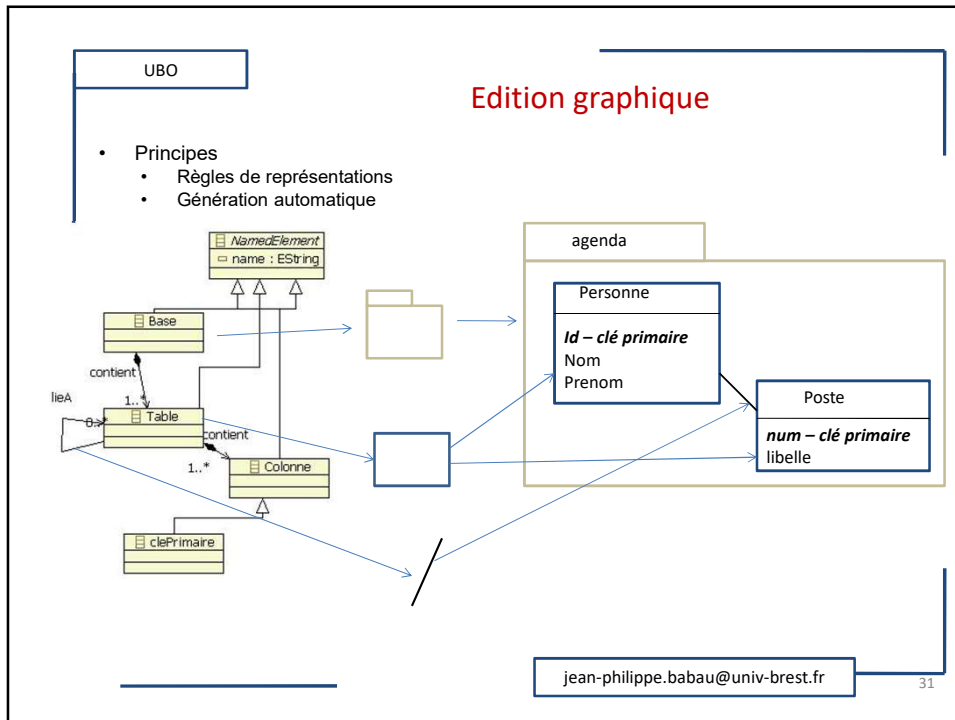 UBO
Edition graphique
• Principes
• Règles de représentations
• Génération automatique
NamedElement
name : EString
Base
contient
lieA
1..*
0..*
Table
contient
1..*
Colonne
clePrimaire
agenda
Personne
Id – clé primaire
Nom
Prenom
Poste
num – clé primaire
libelle
jean-philippe.babau@univ-brest.fr
31